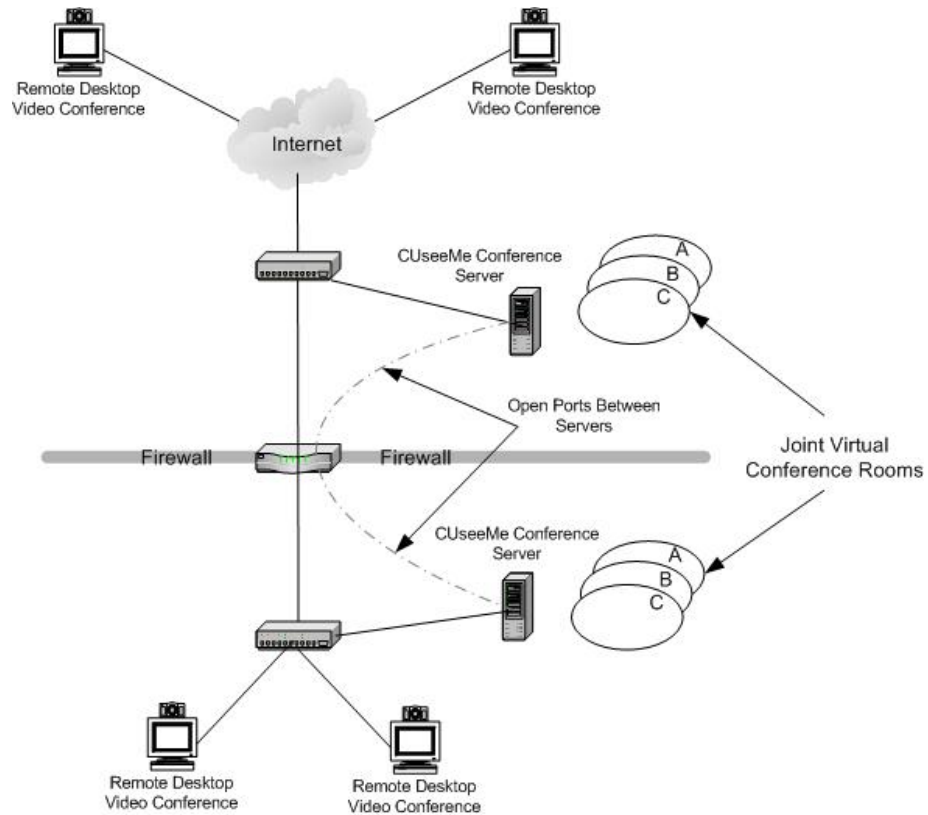 Remote Desktop
Video Conference
Remote Desktop
Video Conference
Internet
CUseeMe Conference
Server
A
B
C
Open Ports Between
Servers
Firewall
Firewall
Joint Virtual
Conference Rooms
CUseeMe Conference
Server
A
B
C
Remote Desktop
Video Conference
Remote Desktop
Video Conference